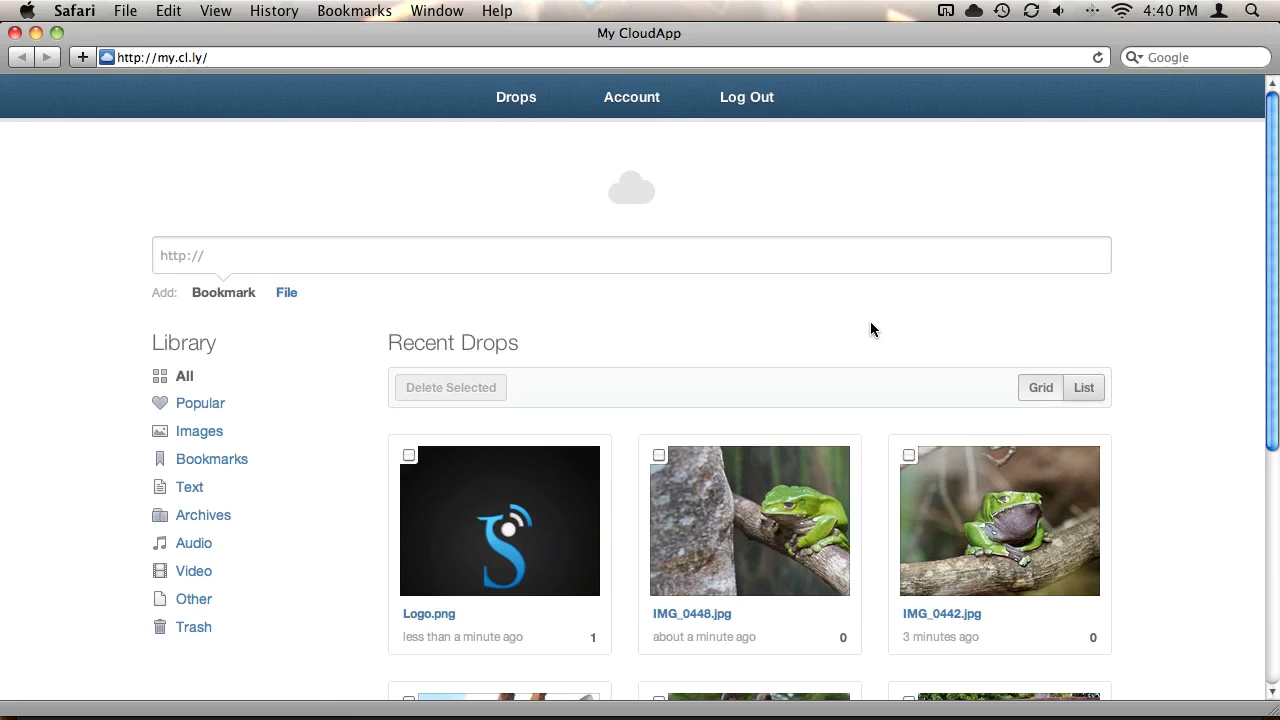 Safari File Edit View History Bookmarks Window Help 4:40 PM
My CloudApp
http://my.cl.ly/ Google
Drops Account Log Out
http://
Add: Bookmark File
Library
All
Popular
Images
Bookmarks
Text
Archives
Audio
Video
Other
Trash
Recent Drops
Delete Selected Grid List
S
Logo.png IMG_0448.jpg IMG_0442.jpg
less than a minute ago 1 about a minute ago 0 3 minutes ago 0